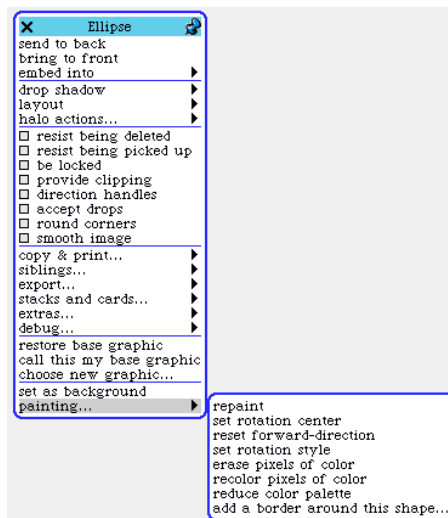 Ellipse
send to back
bring to front
embed into
drop shadow
layout
halo actions...
resist being deleted
resist being picked up
be locked
provide clipping
direction handles
accept drops
round corners
smooth image
copy & print...
siblings...
export...
stacks and cards...
extras...
debug...
restore base graphic
call this my base graphic
choose new graphic...
set as background
painting...
repaint
set rotation center
reset forward-direction
set rotation style
erase pixels of color
recolor pixels of color
reduce color palette
add a border around this shape...